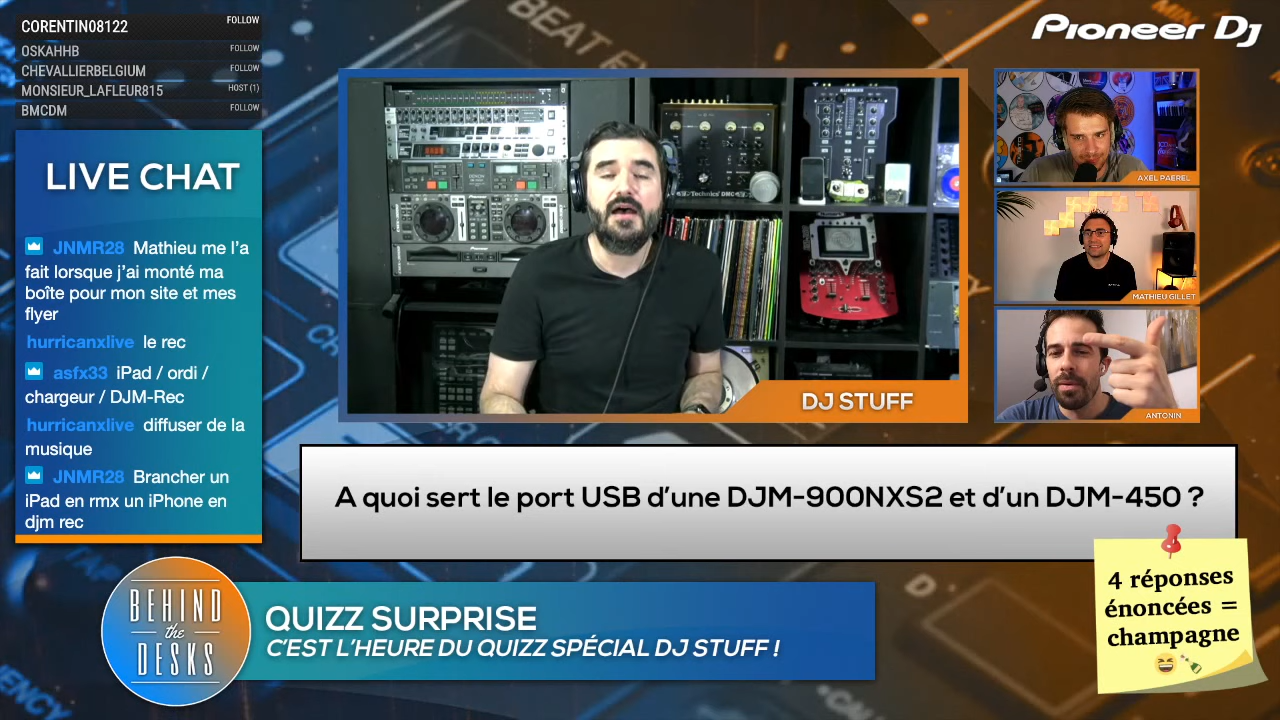 CORENTIN08122 FOLLOW
OSKAHHB FOLLOW
CHEVALLIERBELGIUM FOLLOW
MONSIEUR_LAFLEUR815 HOST (1)
BMCDM FOLLOW
LIVE CHAT
JNMR28 Mathieu me l'a
fait lorsque j'ai monté ma
boîte pour mon site et mes
flyer
hurricanxlive le rec
asfx33 iPad / ordi /
chargeur / DJM-Rec
hurricanxlive diffuser de la
musique
JNMR28 Brancher un
iPad en rmx un iPhone en
djm rec
BEAT EF
Pioneer Dj
DJ STUFF
AXEL PAEREL
MATHIEU GILLET
ANTONIN
A quoi sert le port USB d'une DJM-900NXS2 et d'un DJM-450 ?
4 réponses
énoncées =
champagne
BEHIND
the
DESKS
QUIZZ SURPRISE
C'EST L'HEURE DU QUIZZ SPÉCIAL DJ STUFF !